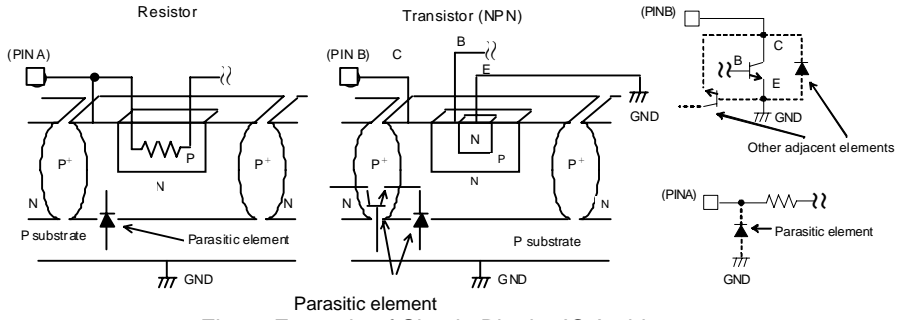 Resistor
(PIN A)
P
N
P+
P+
N
N
P substrate
Parasitic element
GND
Transistor (NPN)
(PIN B)
C
B
E
GND
N
P
N
P+
P+
N
N
P substrate
GND
Parasitic element
(PINB)
C
B
E
GND
Other adjacent elements
(PINA)
Parasitic element
GND